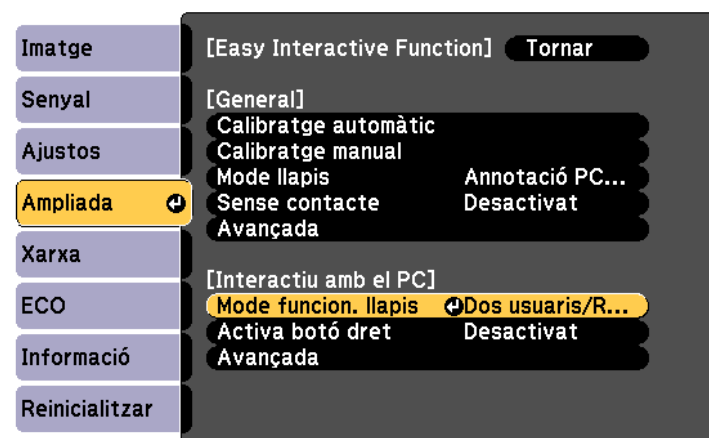 Imatge
Senyal
Ajustos
Ampliada
Xarxa
ECO
Informació
Reinicialitzar
[Easy Interactive Function] Tornar
[General]
Calibratge automàtic
Calibratge manual
Mode llapis Annotació PC...
Sense contacte Desactivat
Avançada
[Interactiu amb el PC]
Mode funcion. llapis Dos usuaris/R...
Activa botó dret Desactivat
Avançada